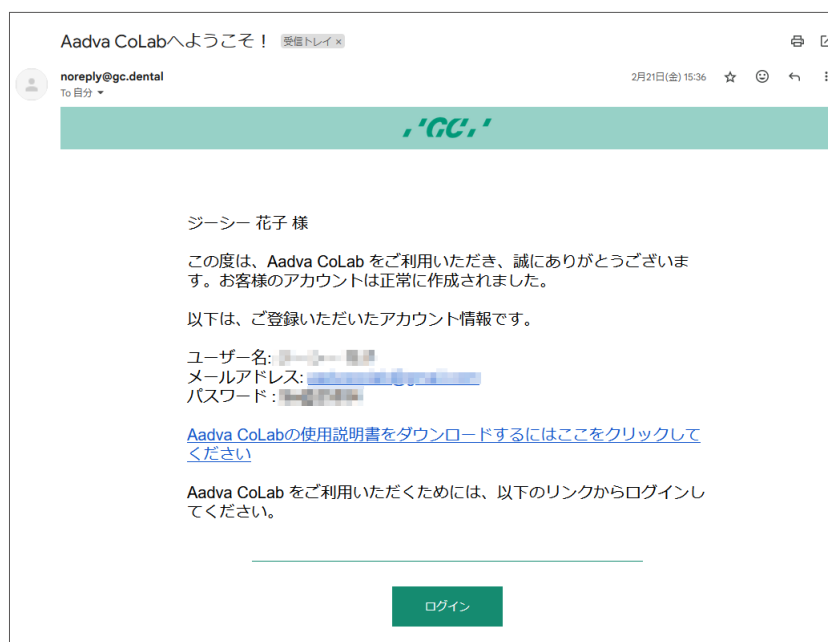 Aadva CoLabへようこそ！ 受信トレイ ×
noreply@gc.dental
2月21日(金) 15:36
To 自分
'GC,'
ジーシー 花子 様
この度は、Aadva CoLab をご利用いただき、誠にありがとうございま
す。お客様のアカウントは正常に作成されました。
以下は、ご登録いただいたアカウント情報です。
ユーザー名:
メールアドレス:
パスワード :
Aadva CoLabの使用説明書をダウンロードするにはここをクリックして
ください
Aadva CoLab をご利用いただくためには、以下のリンクからログインし
てください。
ログイン